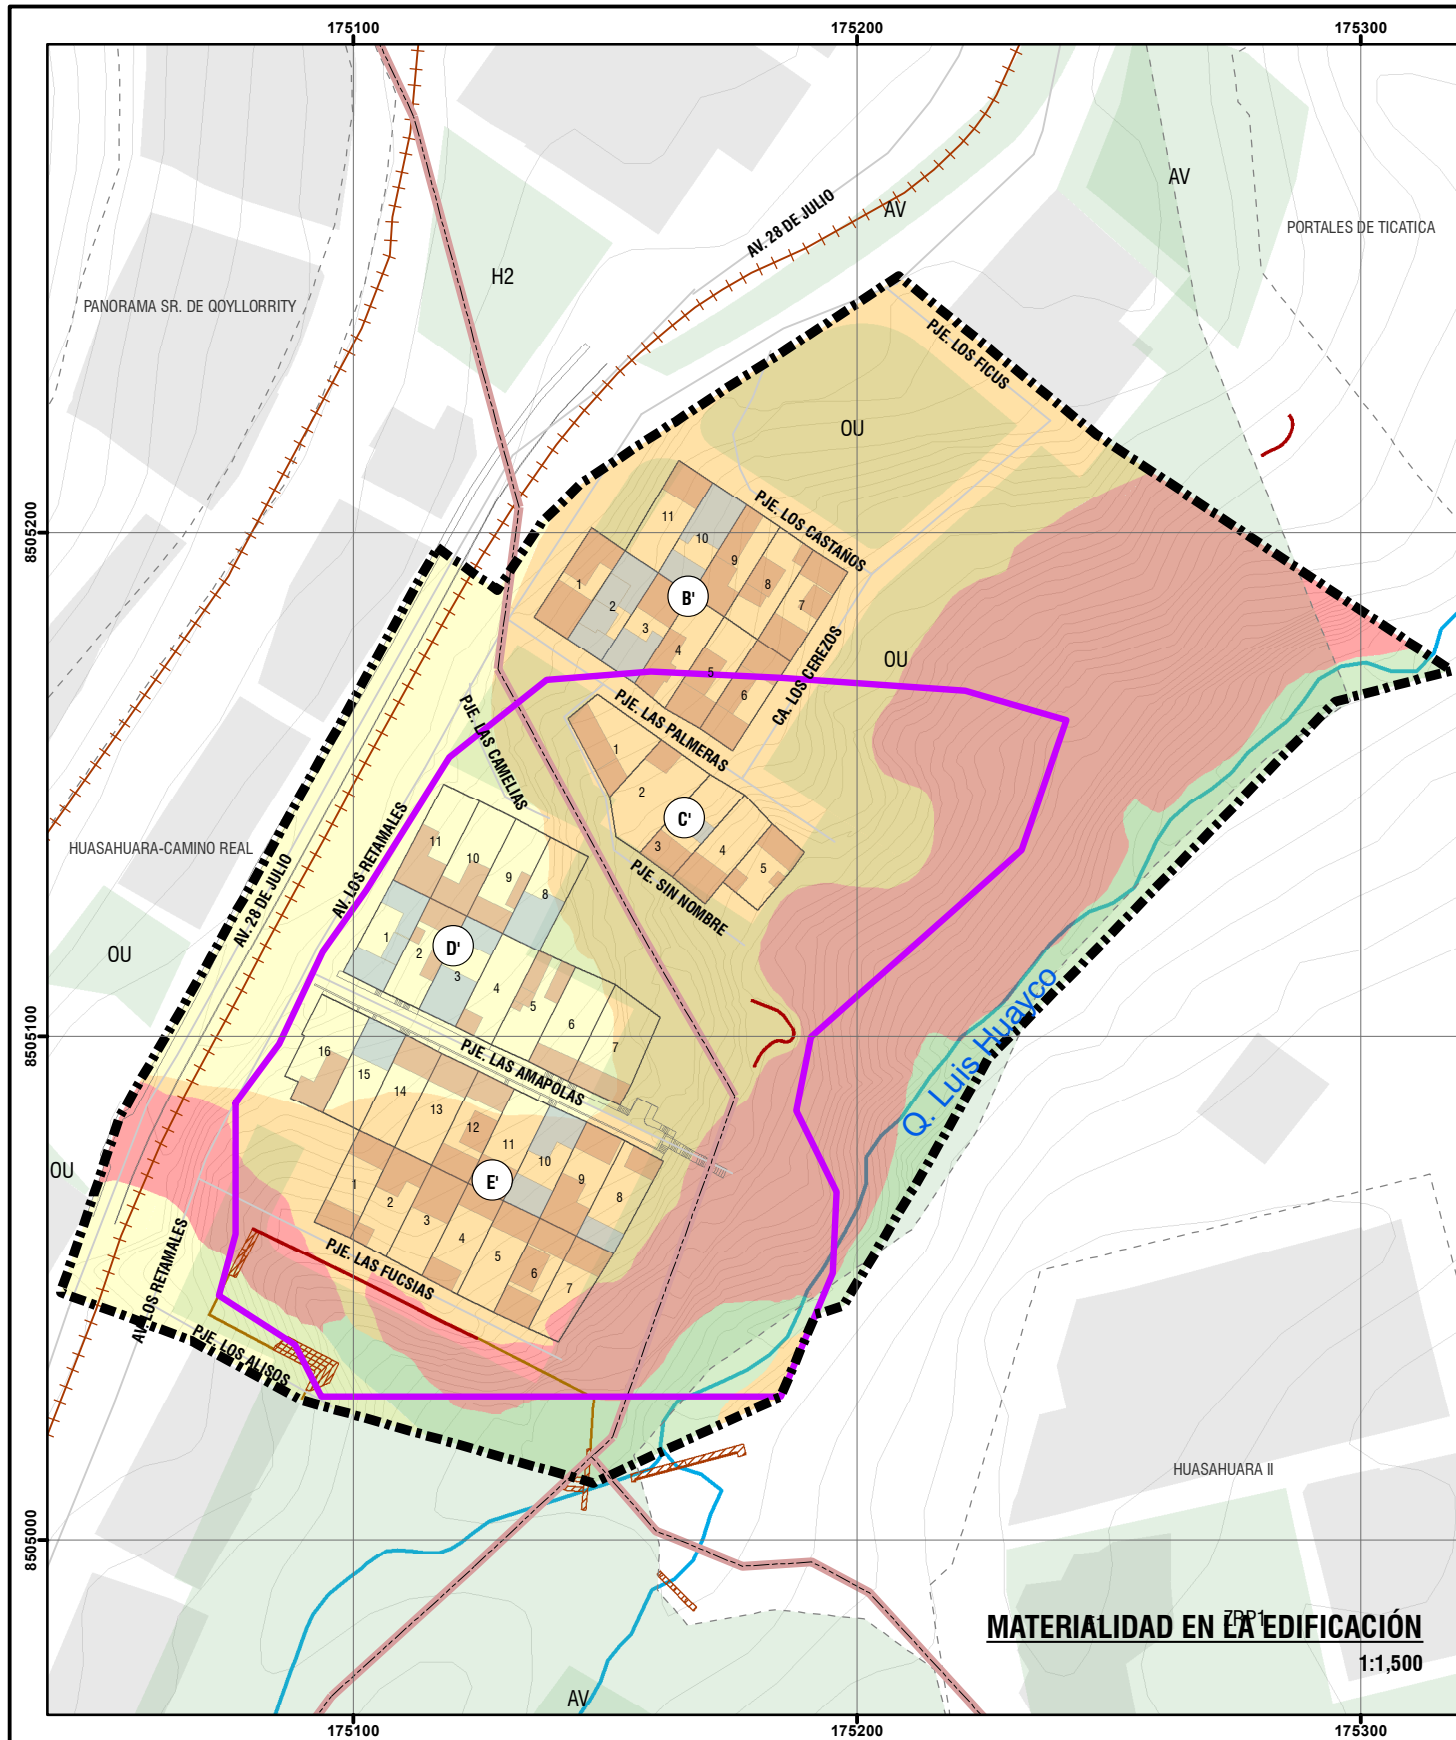 175100
175200
175300
AV
AV
AV. 28 DE JULIO
PORTALES DE TICATICA
H2
PANORAMA SR. DE QOYLLORRITY
PJE. LOS FICUS
OU
8505200
PJE. LOS CASTAÑOS
11
10
9
8
7
1
2
3
4
5
6
B'
CA. LOS CEREZOS
OU
PJE. LAS PALMERAS
PJE. LAS CAMELIAS
1
2
3
4
5
C'
PJE. SIN NOMBRE
HUASAHUARA-CAMINO REAL
AV. LOS RETAMALES
AV. 28 DE JULIO
11
10
9
8
1
2
3
4
5
6
7
D'
OU
8505100
PJE. LAS AMAPOLAS
Q. Luis Huayco
16
15
14
13
12
11
10
9
8
1
2
3
4
5
6
7
E'
OU
AV. LOS RETAMALES
PJE. LAS FUCSIAS
PJE. LOS ALISOS
HUASAHUARA II
8505000
ZRP1
MATERIALIDAD EN LA EDIFICACIÓN
1:1,500
AV
175100
175200
175300